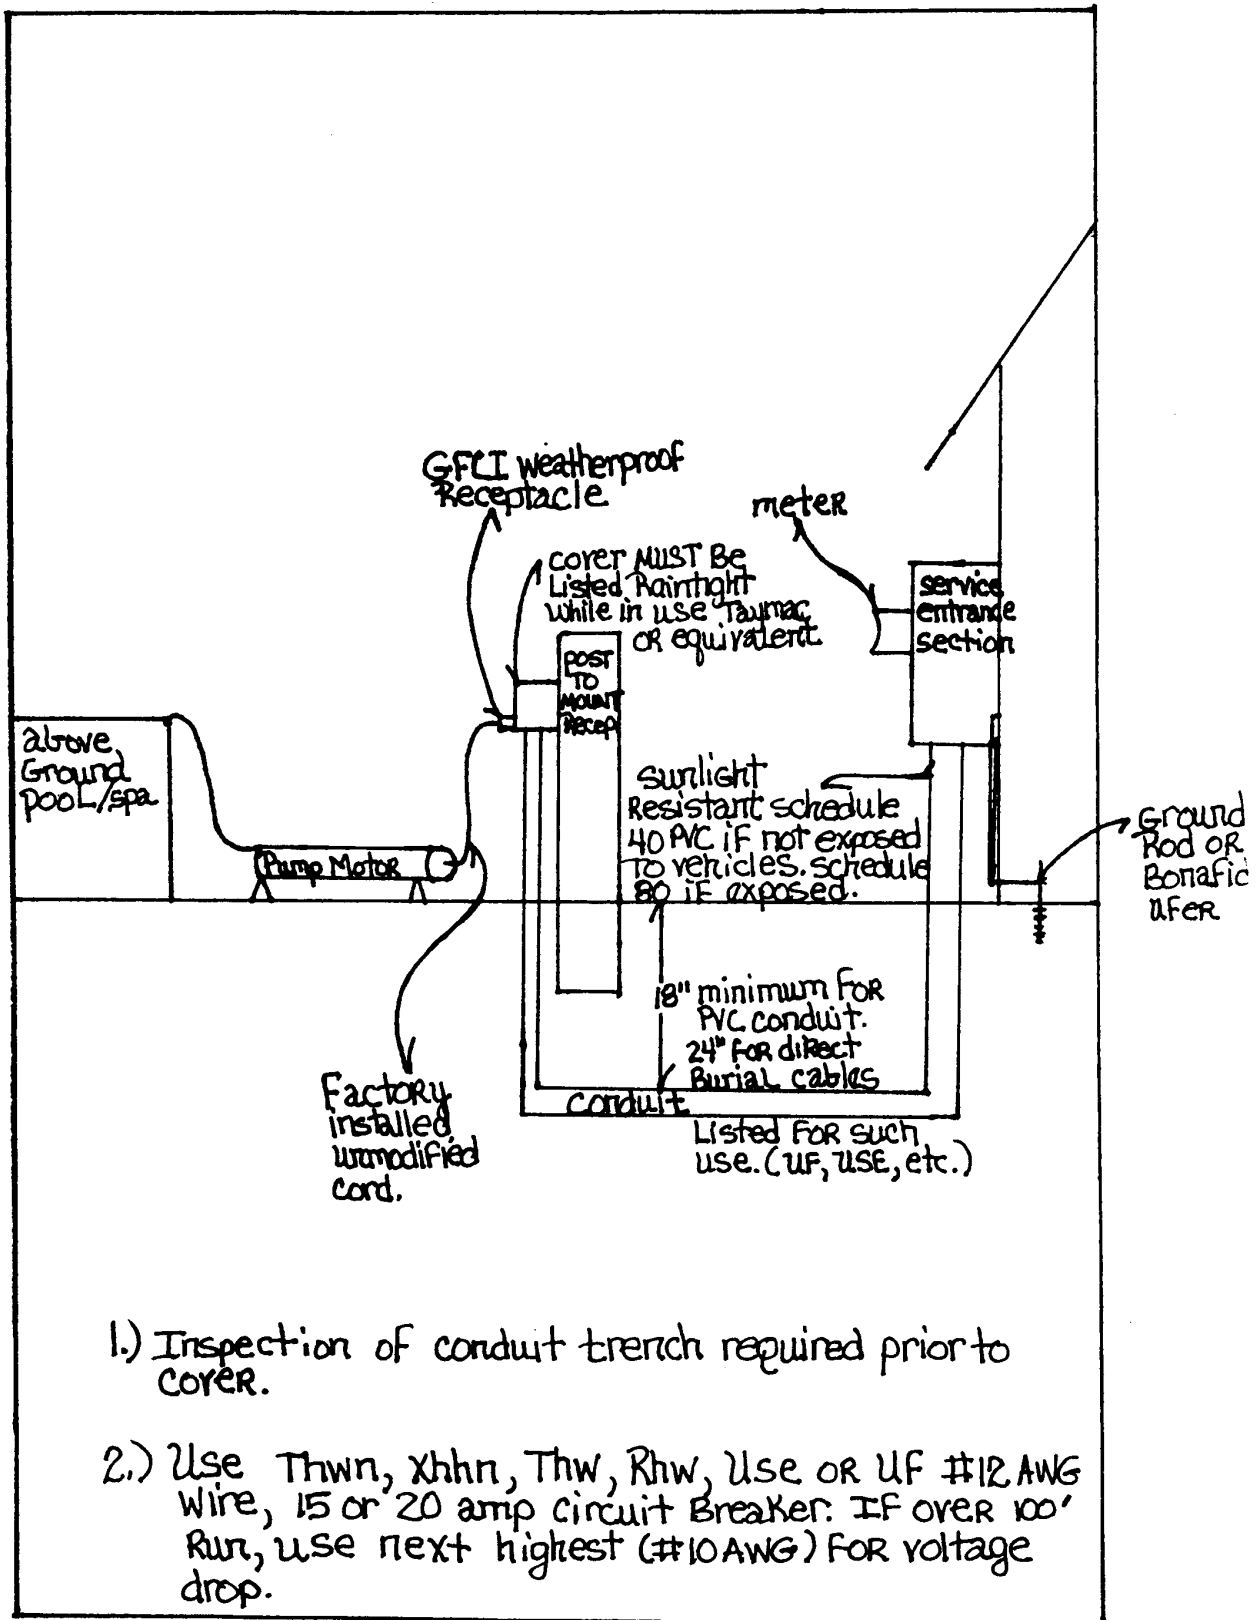 GFCI weatherproof
Receptacle
meter
cover MUST Be
Listed Raintight
while in use Taymac
OR equivalent
service
entrance
section
POST
TO
MOUNT
Recep
above
Ground
pooL/spa
Pump Motor
sunlight
Resistant schedule
40 PVC iF not exposed
To vehicles. schedule
80 iF exposed.
Ground
Rod OR
Bonafic
UFER
18" minimum FOR
PVC conduit.
24" FOR diRect
Burial cables
conduit
Listed FOR such
use. (UF, USE, etc.)
Factory
installed
unmodified
cord.
1.) Inspection of conduit trench required prior to
coveR.
2.) Use Thwn, Xhhn, Thw, Rhw, Use OR UF #12 AWG
Wire, 15 or 20 amp circuit Breaker. IF over 100'
Run, use next highest (#10 AWG) FOR voltage
drop.